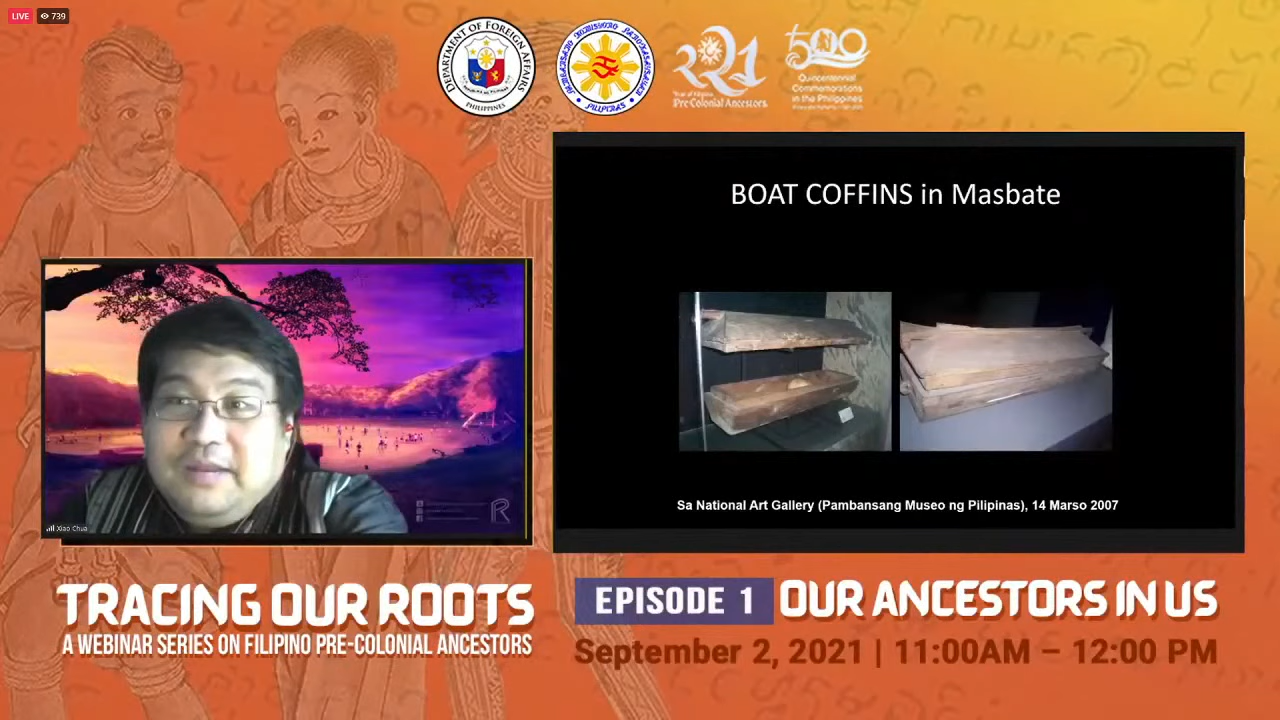 LIVE 739
DEPARTMENT OF FOREIGN AFFAIRS
PHILIPPINES
PILIPINAS
2021
Year of Filipino
Pre-Colonial Ancestors
500
Quincentennial
Commemorations
in the Philippines
BOAT COFFINS in Masbate
Sa National Art Gallery (Pambansang Museo ng Pilipinas), 14 Marso 2007
Xiao Chua
R
TRACING OUR ROOTS
A WEBINAR SERIES ON FILIPINO PRE-COLONIAL ANCESTORS
EPISODE 1 OUR ANCESTORS IN US
September 2, 2021 | 11:00AM – 12:00 PM